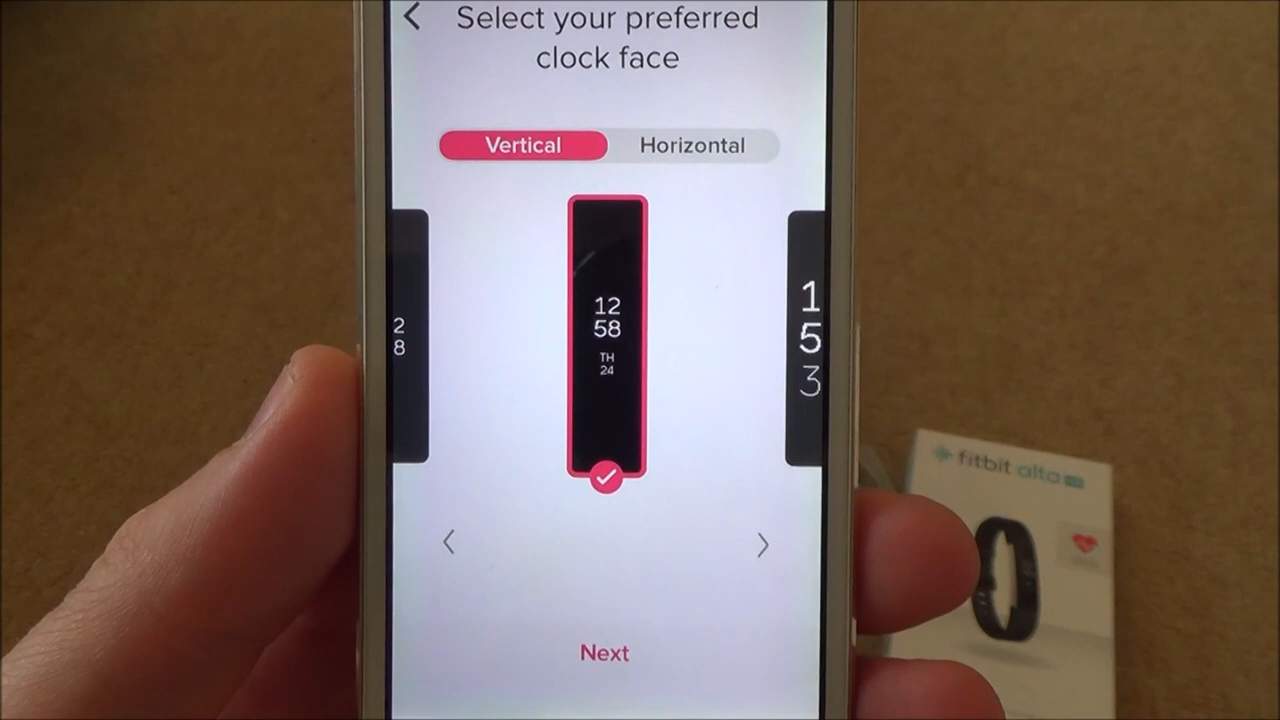 Select your preferred
clock face
Vertical
Horizontal
2
8
12
58
TH
24
1
5
3
Next
fitbit alta HR